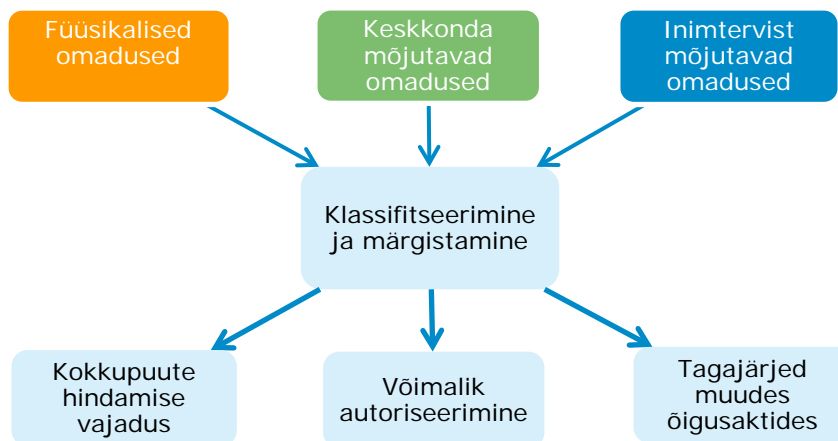 Füüsikalised
omadused
Keskkonda
mõjutavad
omadused
Inimtervist
mõjutavad
omadused
Klassifitseerimine
ja märgistamine
Kokkupuute
hindamise
vajadus
Võimalik
autoriseerimine
Tagajärjed
muudes
õigusaktides